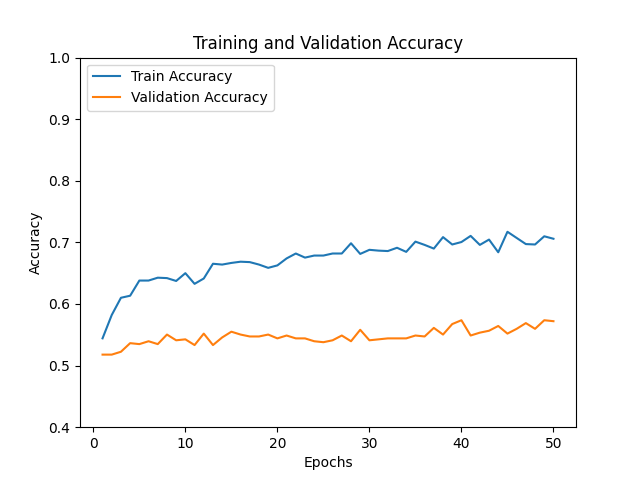 Training and Validation Accuracy
Train Accuracy
Validation Accuracy
1.0
0.9
0.8
0.7
0.6
0.5
0.4
Accuracy
0 10 20 30 40 50
Epochs